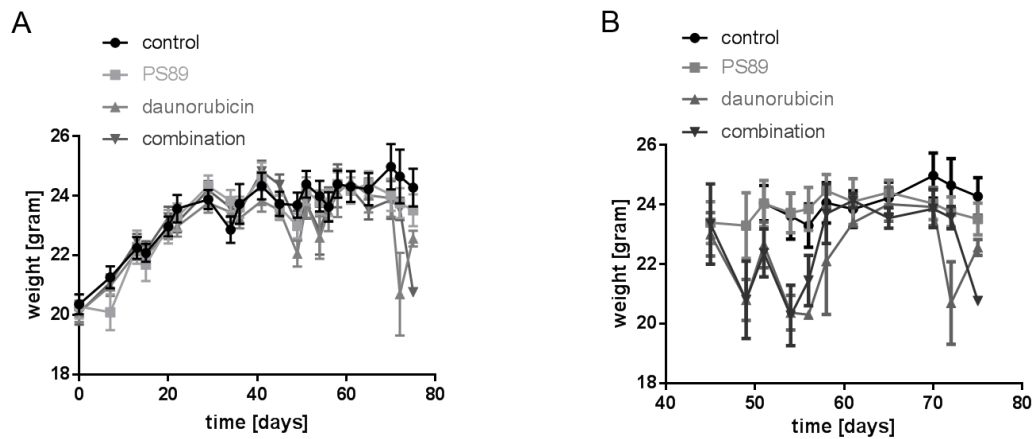 A
control
PS89
daunorubicin
combination
26
24
22
20
18
weight [gram]
0 20 40 60 80
time [days]
B
control
PS89
daunorubicin
combination
26
24
22
20
18
weight [gram]
40 50 60 70 80
time [days]